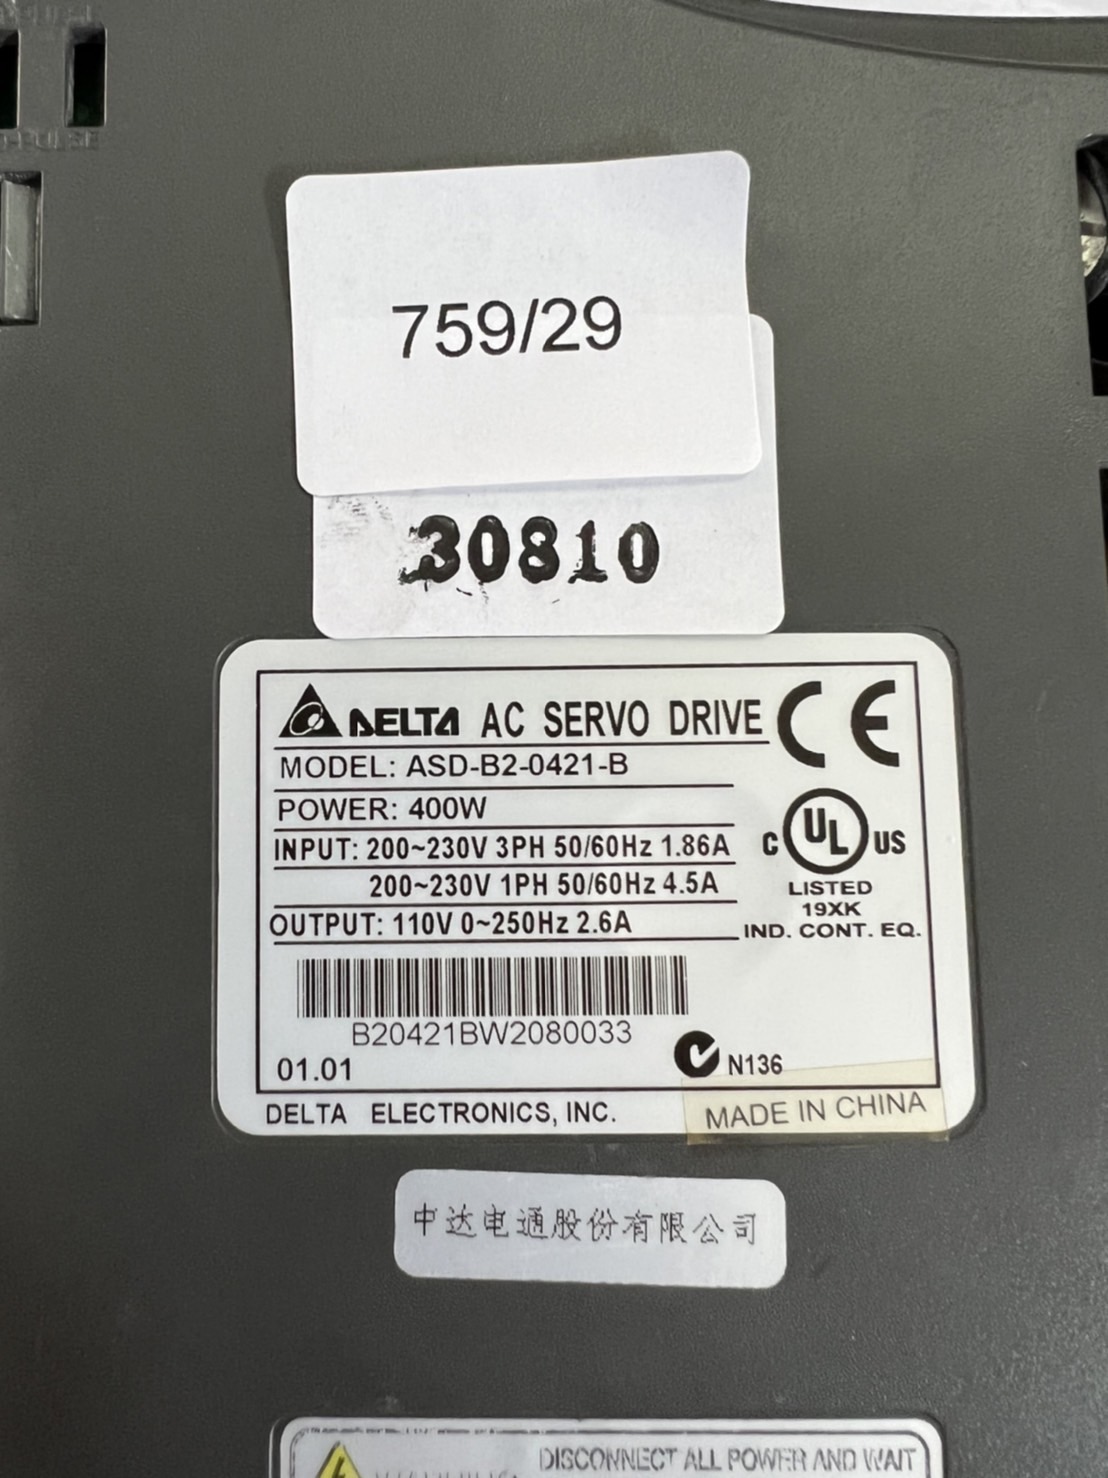 759/29
30810
DELTA AC SERVO DRIVE CE
MODEL: ASD-B2-0421-B
POWER: 400W
INPUT: 200~230V 3PH 50/60Hz 1.86A
200~230V 1PH 50/60Hz 4.5A
OUTPUT: 110V 0~250Hz 2.6A
C UL US
LISTED
19XK
IND. CONT. EQ.
B20421BW2080033
01.01
N136
DELTA ELECTRONICS, INC.
MADE IN CHINA
中达电通股份有限公司
DISCONNECT ALL POWER AND WAIT